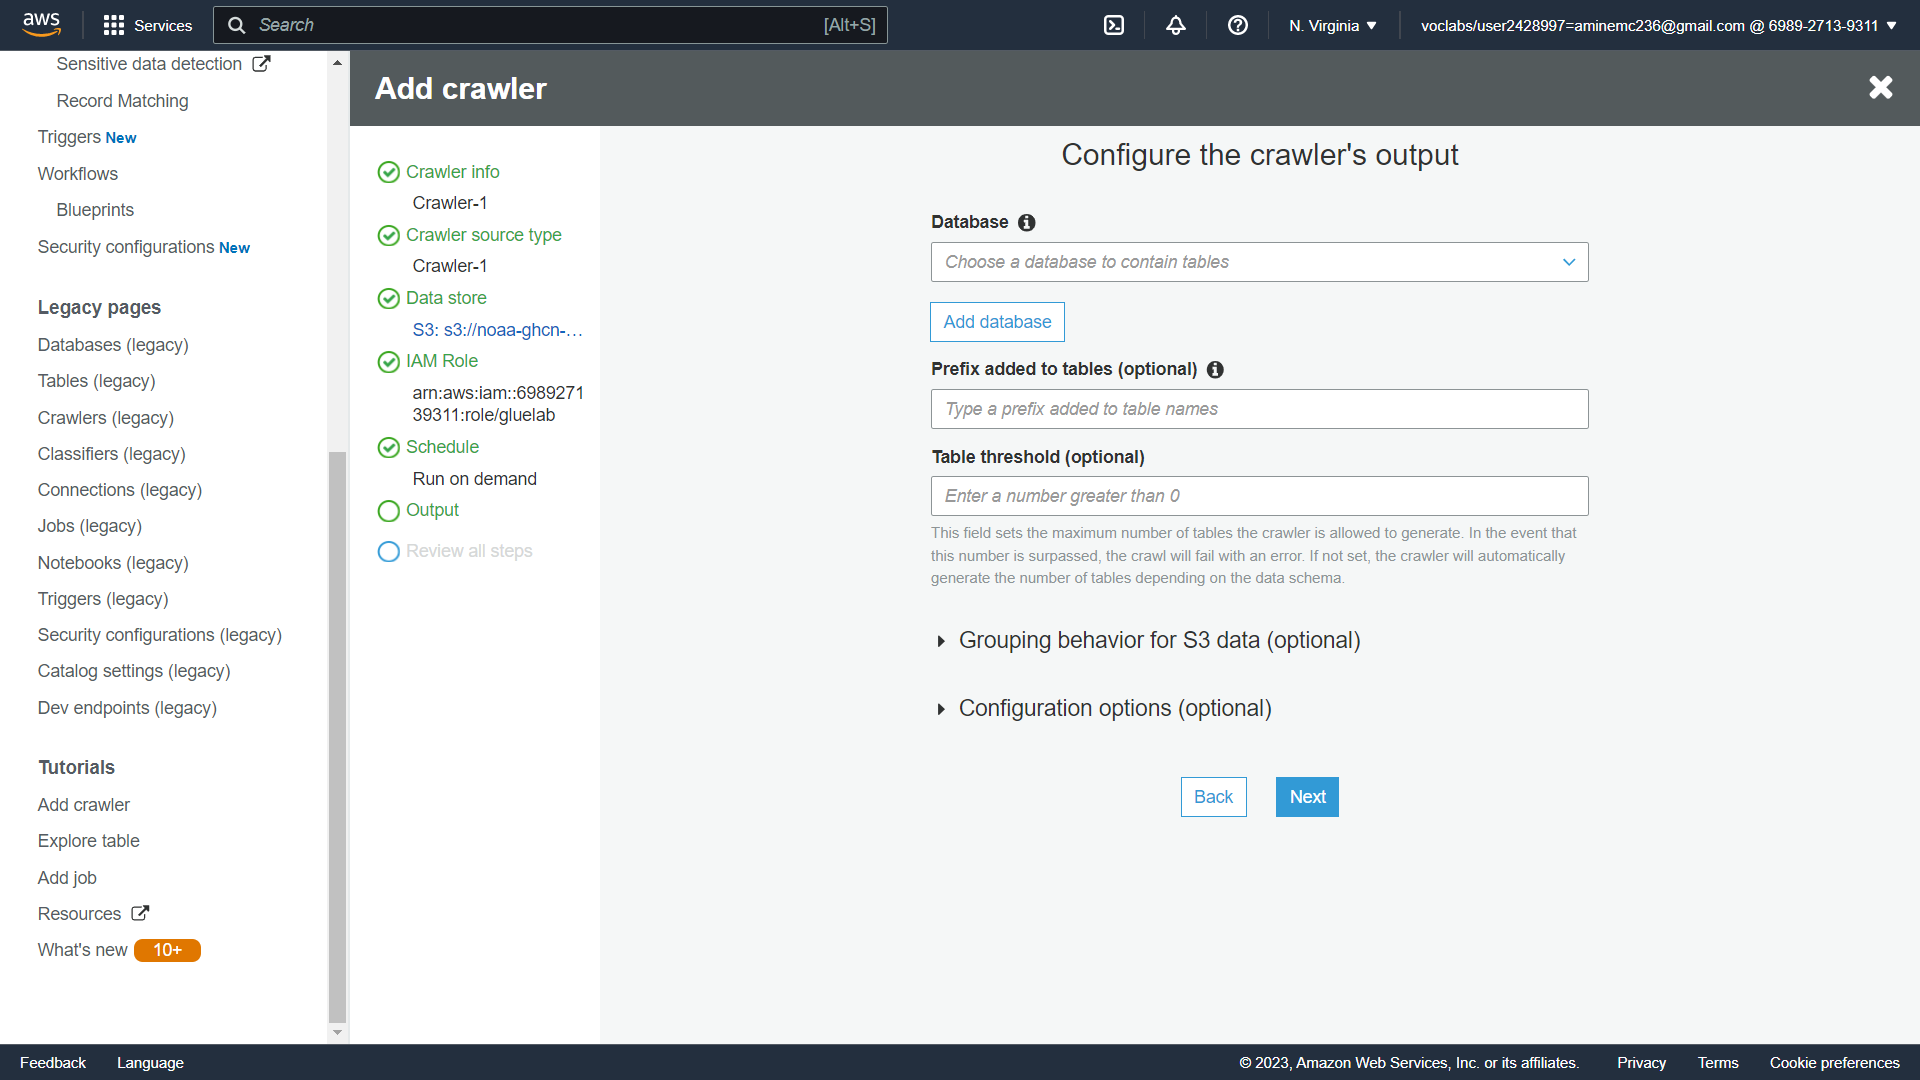 aws
Services
Search
[Alt+S]
N. Virginia
voclabs/user2428997=aminemc236@gmail.com @ 6989-2713-9311
Sensitive data detection
Record Matching
Triggers New
Workflows
Blueprints
Security configurations New
Legacy pages
Databases (legacy)
Tables (legacy)
Crawlers (legacy)
Classifiers (legacy)
Connections (legacy)
Jobs (legacy)
Notebooks (legacy)
Triggers (legacy)
Security configurations (legacy)
Catalog settings (legacy)
Dev endpoints (legacy)
Tutorials
Add crawler
Explore table
Add job
Resources
What's new 10+
Add crawler
Crawler info
Crawler-1
Crawler source type
Crawler-1
Data store
S3: s3://noaa-ghcn-…
IAM Role
arn:aws:iam::6989271
39311:role/gluelab
Schedule
Run on demand
Output
Review all steps
Configure the crawler's output
Database
Choose a database to contain tables
Add database
Prefix added to tables (optional)
Type a prefix added to table names
Table threshold (optional)
Enter a number greater than 0
This field sets the maximum number of tables the crawler is allowed to generate. In the event that
this number is surpassed, the crawl will fail with an error. If not set, the crawler will automatically
generate the number of tables depending on the data schema.
Grouping behavior for S3 data (optional)
Configuration options (optional)
Back
Next
Feedback
Language
© 2023, Amazon Web Services, Inc. or its affiliates.
Privacy
Terms
Cookie preferences